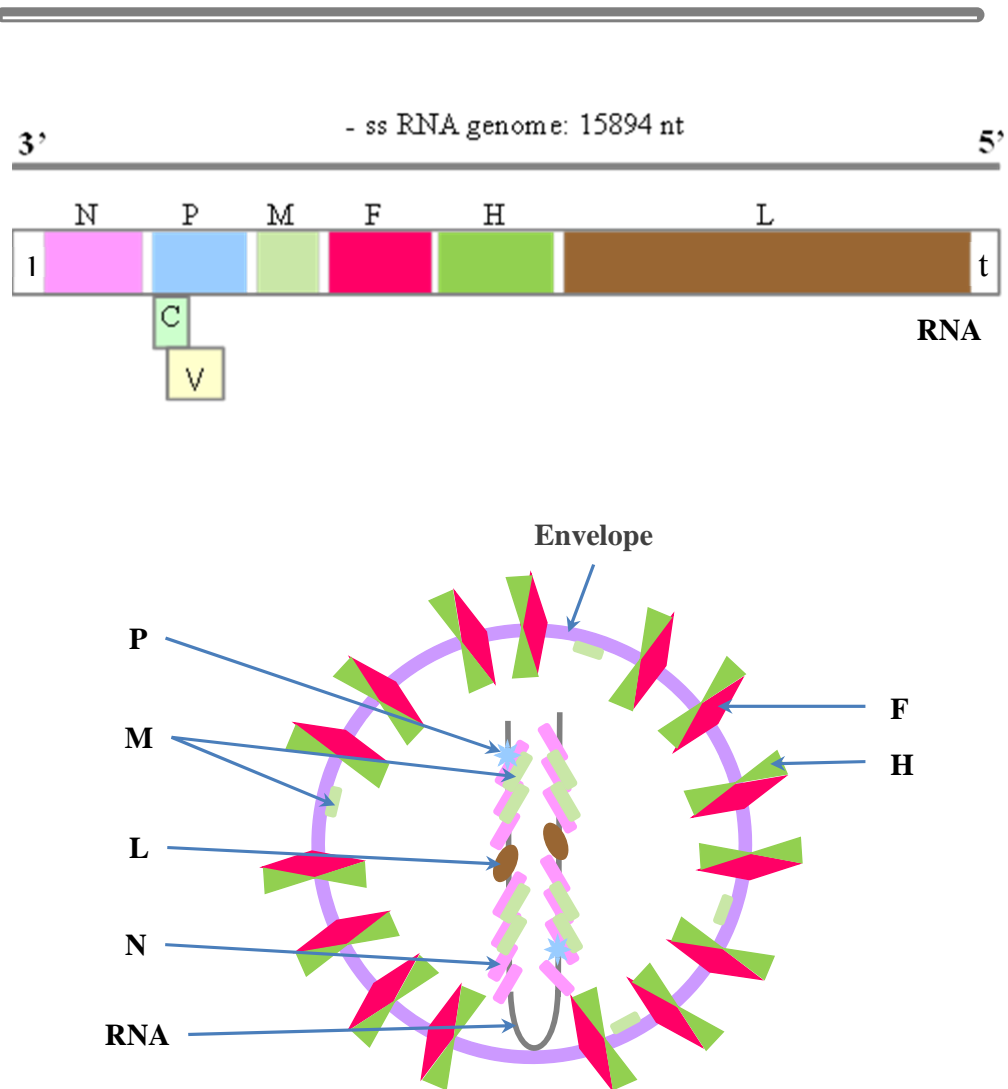 - ss RNA genome: 15894 nt
3’ 5’
N P M F H L
l t
C
RNA
V
Envelope
P
F
M
H
L
N
RNA